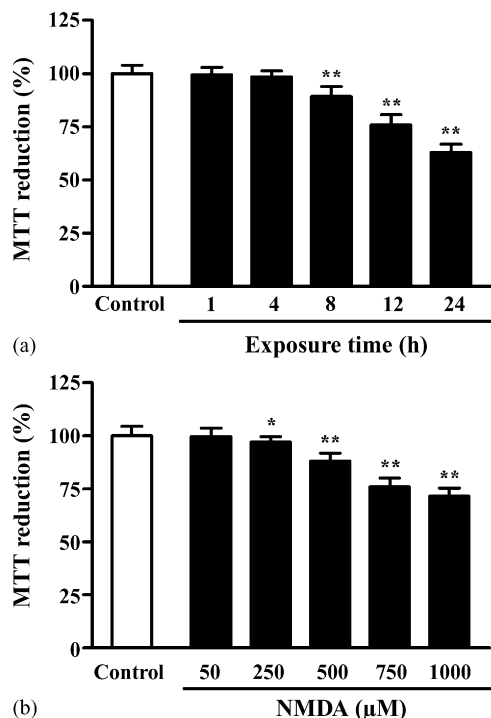 125
100
75
50
25
0
MTT reduction (%)
** ** **
Control 1 4 8 12 24
(a) Exposure time (h)
125
100
75
50
25
0
MTT reduction (%)
* ** ** **
Control 50 250 500 750 1000
(b) NMDA (µM)